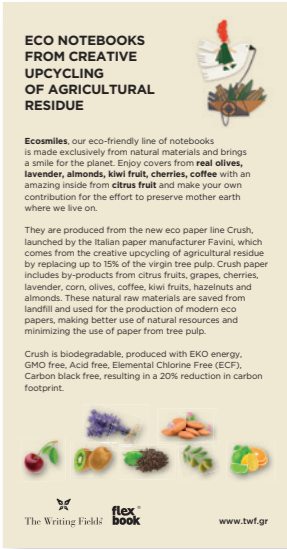 ECO NOTEBOOKS
FROM CREATIVE
UPCYCLING
OF AGRICULTURAL
RESIDUE
Ecosmiles, our eco-friendly line of notebooks
is made exclusively from natural materials and brings
a smile for the planet. Enjoy covers from real olives,
lavender, almonds, kiwi fruit, cherries, coffee with an
amazing inside from citrus fruit and make your own
contribution for the effort to preserve mother earth
where we live on.
They are produced from the new eco paper line Crush,
launched by the Italian paper manufacturer Favini, which
comes from the creative upcycling of agricultural residue
by replacing up to 15% of the virgin tree pulp. Crush paper
includes by-products from citrus fruits, grapes, cherries,
lavender, corn, olives, coffee, kiwi fruits, hazelnuts and
almonds. These natural raw materials are saved from
landfill and used for the production of modern eco
papers, making better use of natural resources and
minimizing the use of paper from tree pulp.
Crush is biodegradable, produced with EKO energy,
GMO free, Acid free, Elemental Chlorine Free (ECF),
Carbon black free, resulting in a 20% reduction in carbon
footprint.
The Writing Fields
flex
book
www.twf.gr